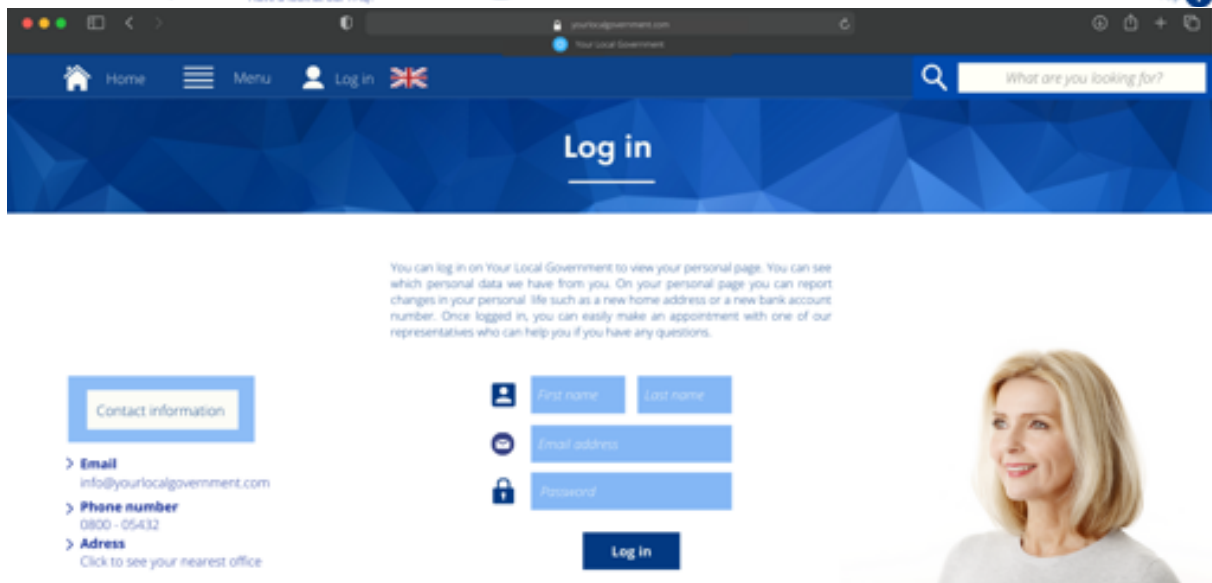 yourlocalgovernment.com
Your Local Government
Home
Menu
Log in
What are you looking for?
Log in
You can log in on Your Local Government to view your personal page. You can see
which personal data we have from you. On your personal page you can report
changes in your personal life such as a new home address or a new bank account
number. Once logged in, you can easily make an appointment with one of our
representatives who can help you if you have any questions.
Contact information
Email
info@yourlocalgovernment.com
Phone number
0800 - 05432
Adress
Click to see your nearest office
First name
Last name
Email address
Password
Log in